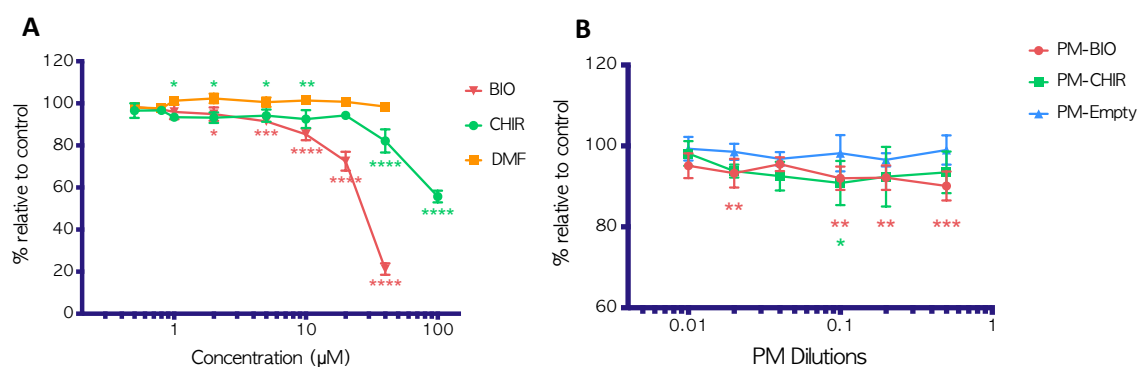 A
% relative to control
120
100
80
60
40
20
0
* * * **
* *** **** **** ****
**** ****
1 10 100
Concentration (µM)
BIO
CHIR
DMF
B
% relative to control
120
100
80
60
** ** ** ***
*
0.01 0.1 1
PM Dilutions
PM-BIO
PM-CHIR
PM-Empty